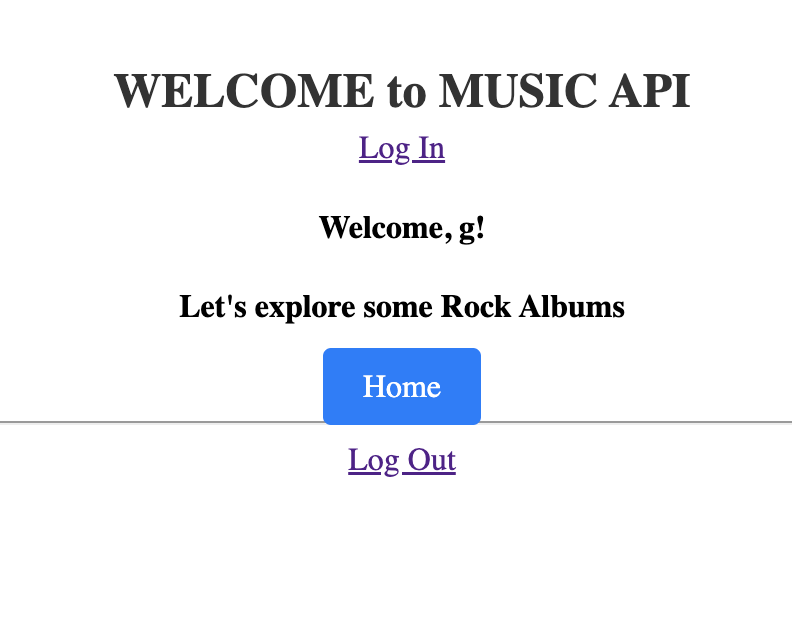 WELCOME to MUSIC API
Log In
Welcome, g!
Let's explore some Rock Albums
Home
Log Out